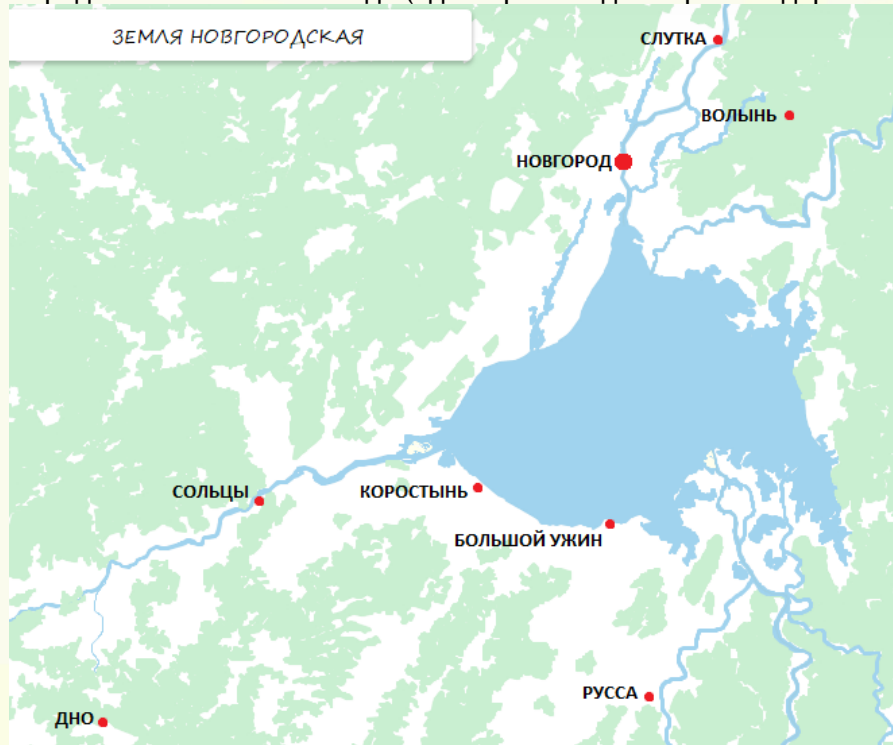 ЗЕМЛЯ НОВГОРОДСКАЯ
СЛУТКА
ВОЛЫНЬ
НОВГОРОД
СОЛЬЦЫ
КОРОСТЫНЬ
БОЛЬШОЙ УЖИН
РУССА
ДНО